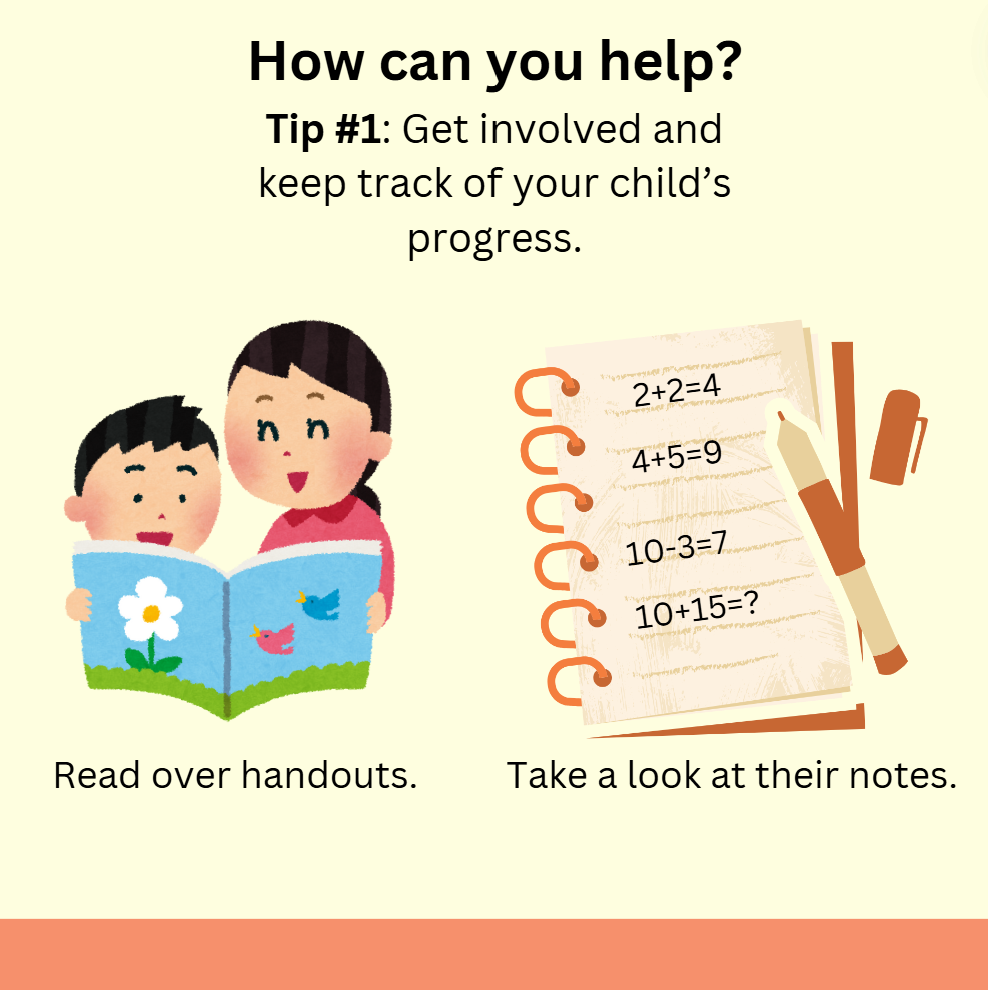 How can you help?
Tip #1: Get involved and
keep track of your child’s
progress.
2+2=4
4+5=9
10-3=7
10+15=?
Read over handouts.
Take a look at their notes.